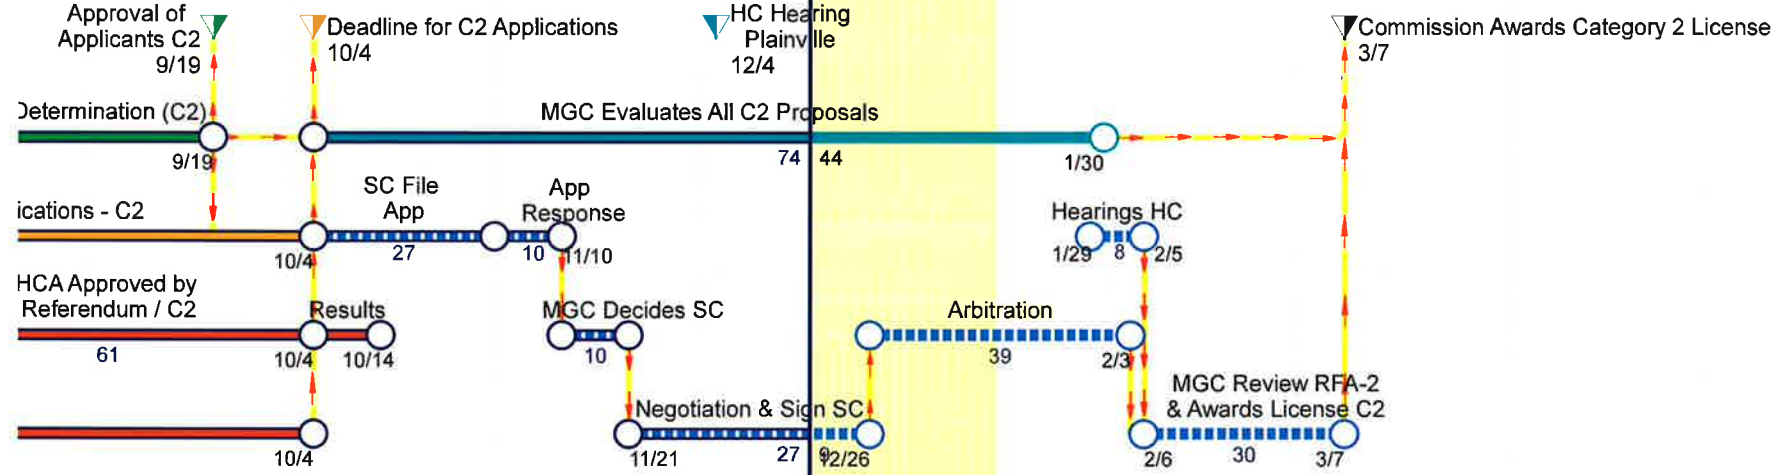 Approval of
Applicants C2
9/19
Deadline for C2 Applications
10/4
HC Hearing
Plainville
12/4
Commission Awards Category 2 License
3/7
Determination (C2)
MGC Evaluates All C2 Proposals
9/19
74
44
1/30
ications - C2
SC File
App
App
Response
Hearings HC
10/4
27
10
11/10
1/29
8
2/5
HCA Approved by
Referendum / C2
Results
MGC Decides SC
Arbitration
61
10/4
10/14
10
39
2/3
Negotiation & Sign SC
MGC Review RFA-2
& Awards License C2
10/4
11/21
27
9
12/26
2/6
30
3/7